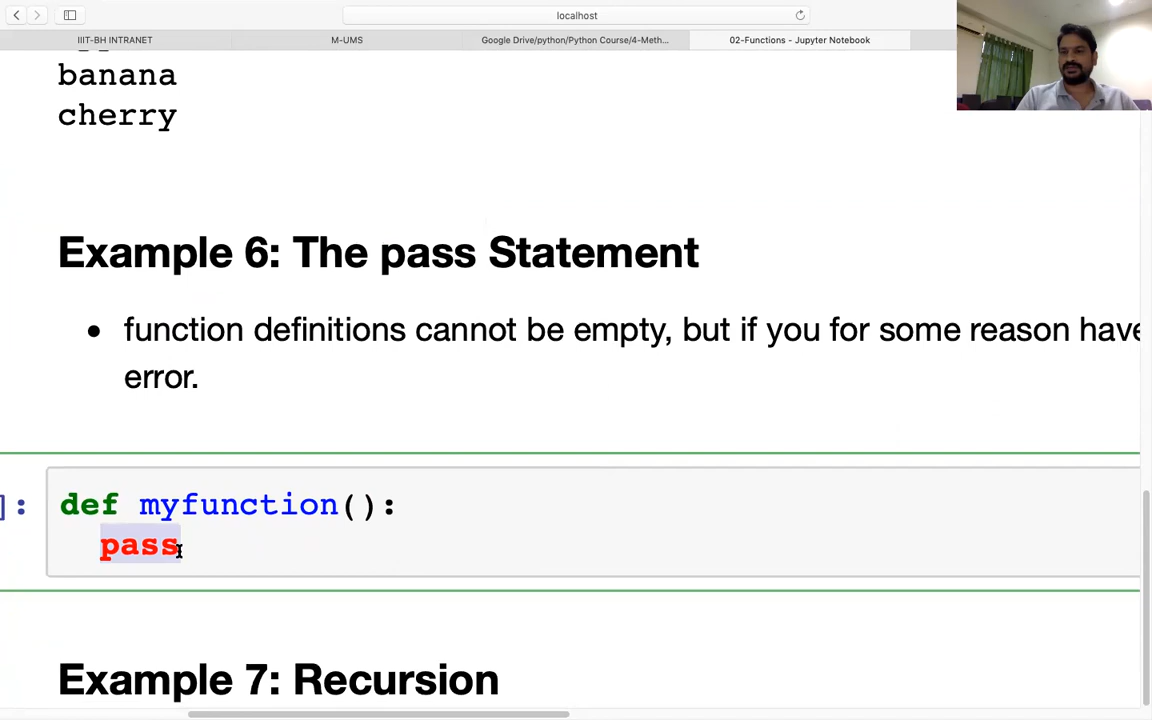 localhost
IIIT-BH INTRANET
M-UMS
Google Drive/python/Python Course/4-Meth...
02-Functions - Jupyter Notebook
banana
cherry
Example 6: The pass Statement
• function definitions cannot be empty, but if you for some reason have
error.
]:
def myfunction():
pass
Example 7: Recursion